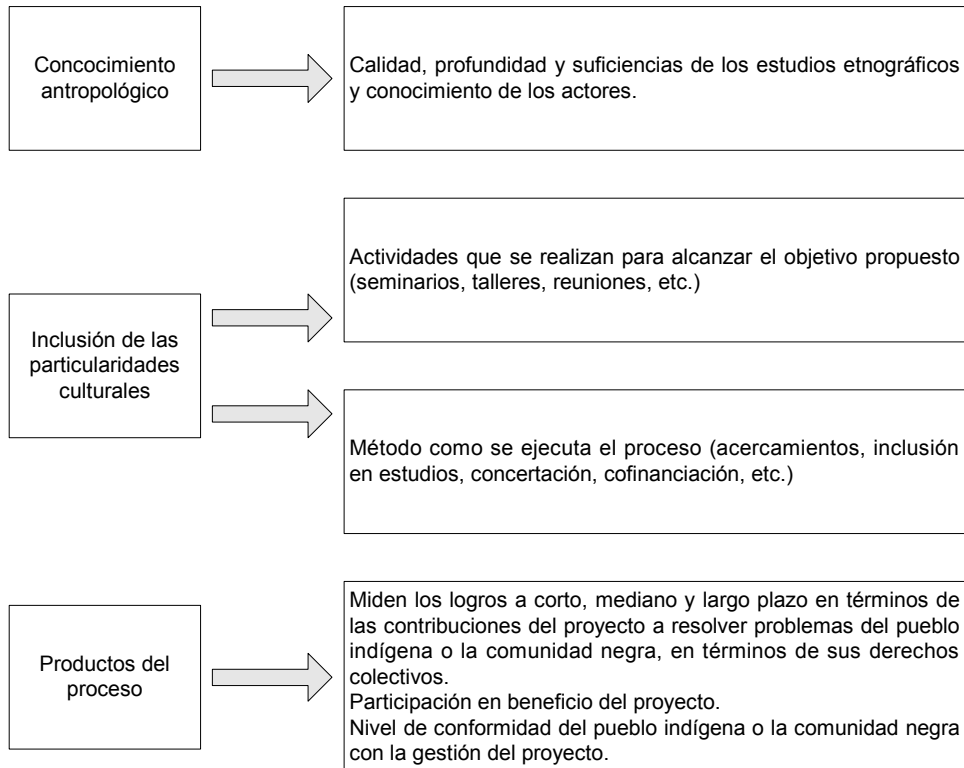 Concocimiento
antropológico
Calidad, profundidad y suficiencias de los estudios etnográficos
y conocimiento de los actores.
Inclusión de las
particularidades
culturales
Actividades que se realizan para alcanzar el objetivo propuesto
(seminarios, talleres, reuniones, etc.)
Método como se ejecuta el proceso (acercamientos, inclusión
en estudios, concertación, cofinanciación, etc.)
Productos del
proceso
Miden los logros a corto, mediano y largo plazo en términos de
las contribuciones del proyecto a resolver problemas del pueblo
indígena o la comunidad negra, en términos de sus derechos
colectivos.
Participación en beneficio del proyecto.
Nivel de conformidad del pueblo indígena o la comunidad negra
con la gestión del proyecto.